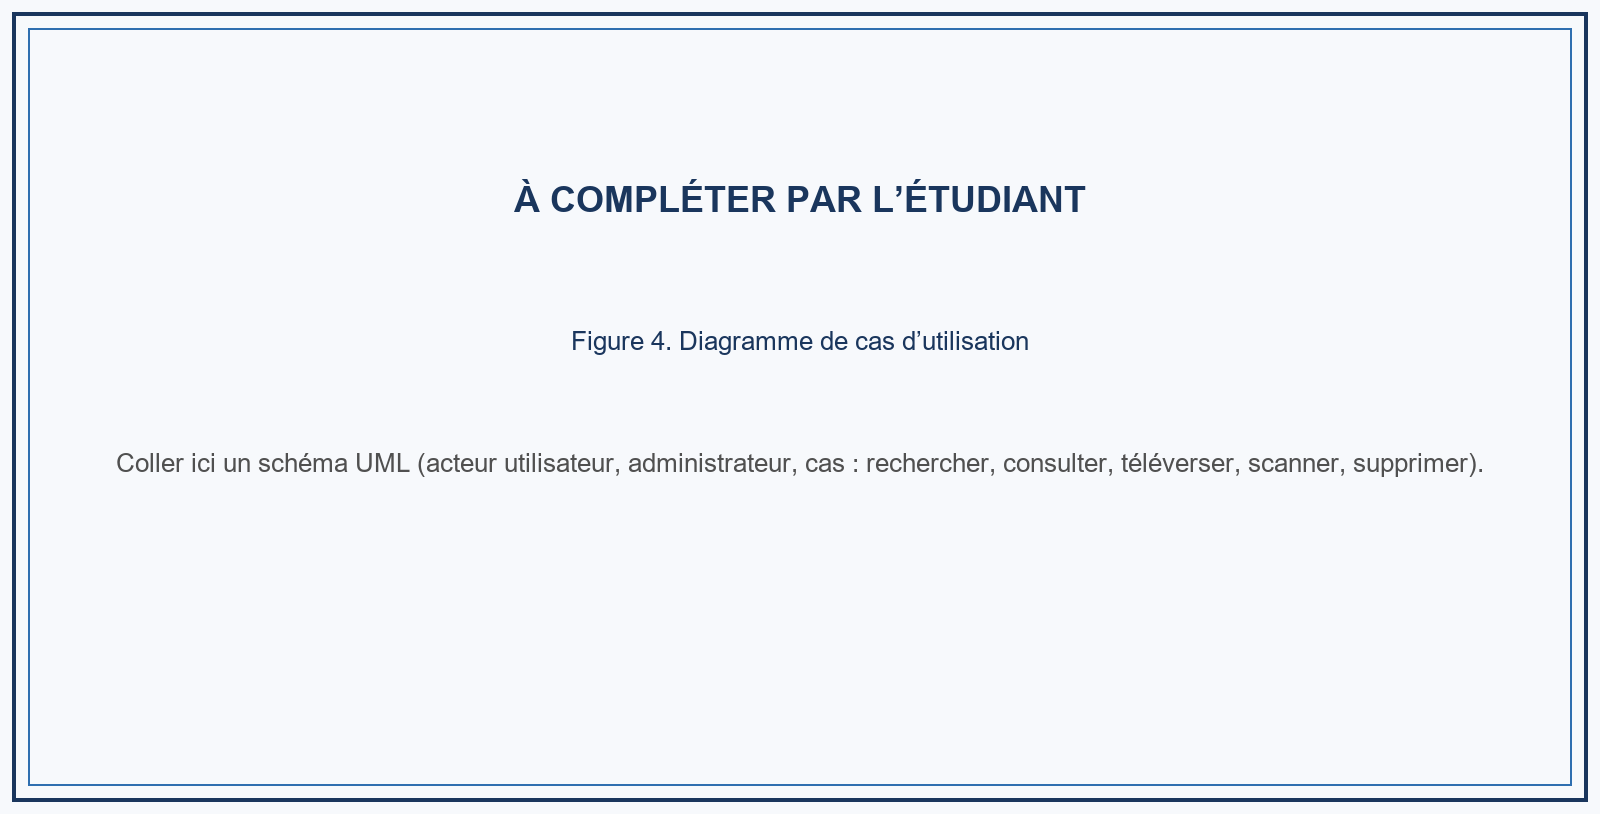 À COMPLÉTER PAR L’ÉTUDIANT
Figure 4. Diagramme de cas d’utilisation
Coller ici un schéma UML (acteur utilisateur, administrateur, cas : rechercher, consulter, téléverser, scanner, supprimer).